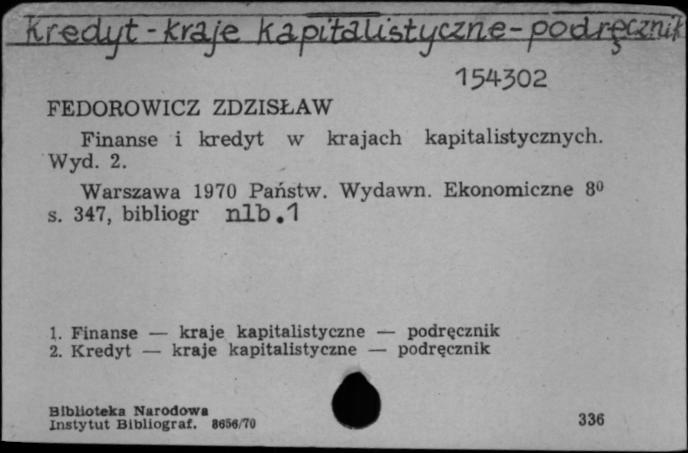 Kredyt - kraje kapitalistyczne - podręcznik
154302
FEDOROWICZ ZDZISŁAW
Finanse i kredyt w krajach kapitalistycznych.
Wyd. 2.
Warszawa 1970 Państw. Wydawn. Ekonomiczne 8⁰
s. 347, bibliogr nlb.1
1. Finanse — kraje kapitalistyczne — podręcznik
2. Kredyt — kraje kapitalistyczne — podręcznik
Biblioteka Narodowa
Instytut Bibliograf. 8656/70
336